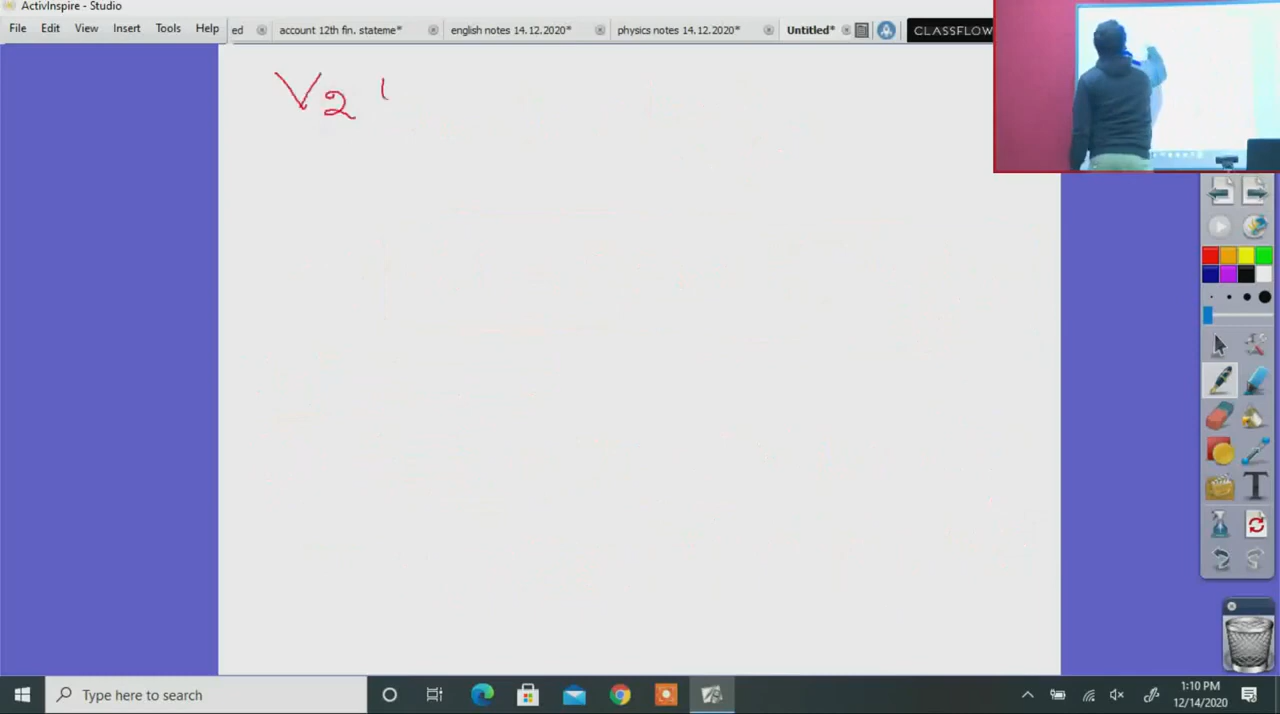 ActivInspire - Studio
File Edit View Insert Tools Help
ed account 12th fin. stateme* english notes 14.12.2020* physics notes 14.12.2020* Untitled* CLASSFLOW
V2
T
Type here to search
1:10 PM
12/14/2020